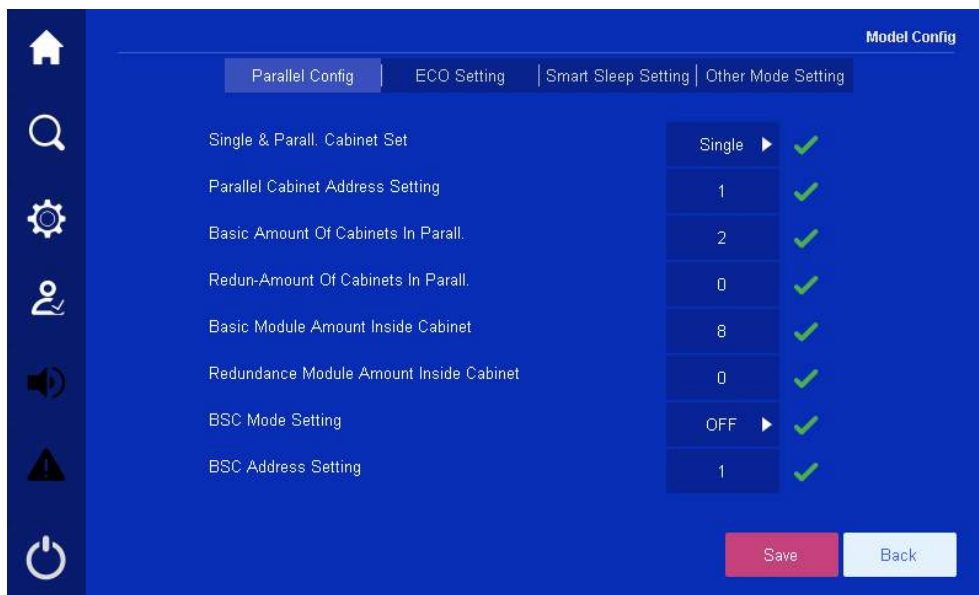 Model Config
Parallel Config
ECO Setting
Smart Sleep Setting
Other Mode Setting
Single & Parall. Cabinet Set
Single
Parallel Cabinet Address Setting
1
Basic Amount Of Cabinets In Parall.
2
Redun-Amount Of Cabinets In Parall.
0
Basic Module Amount Inside Cabinet
8
Redundance Module Amount Inside Cabinet
0
BSC Mode Setting
OFF
BSC Address Setting
1
Save
Back